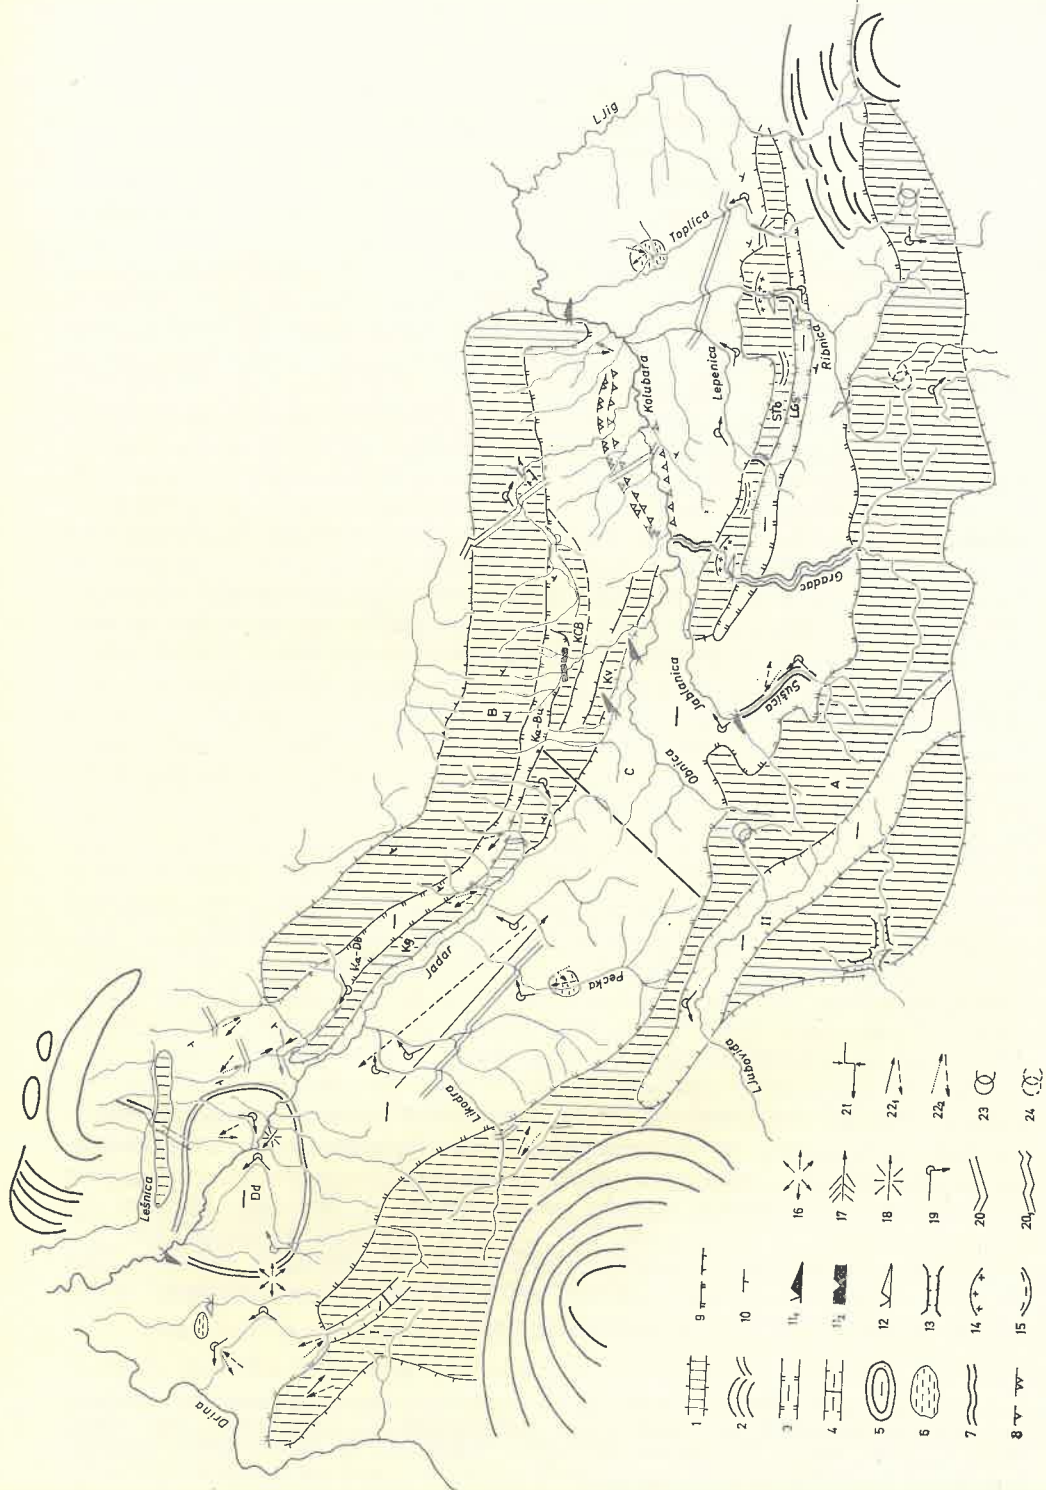 Lešnica
Drina
Dd
Ka-Db
Kg
Jadar
Likodra
Pecka
Ljubovida
I
II
A
B
C
Ka-Bu
KCB
Kv
Obnica
Jablanica
Sušica
Gradac
Kolubara
Lepenica
STb
LGs
Ribnica
Toplica
Ljig
1
2
3
4
5
6
7
8
9
10
11₁
11₂
12
13
14
15
16
17
18
19
20
20₁
21
22₁
22₂
23
24